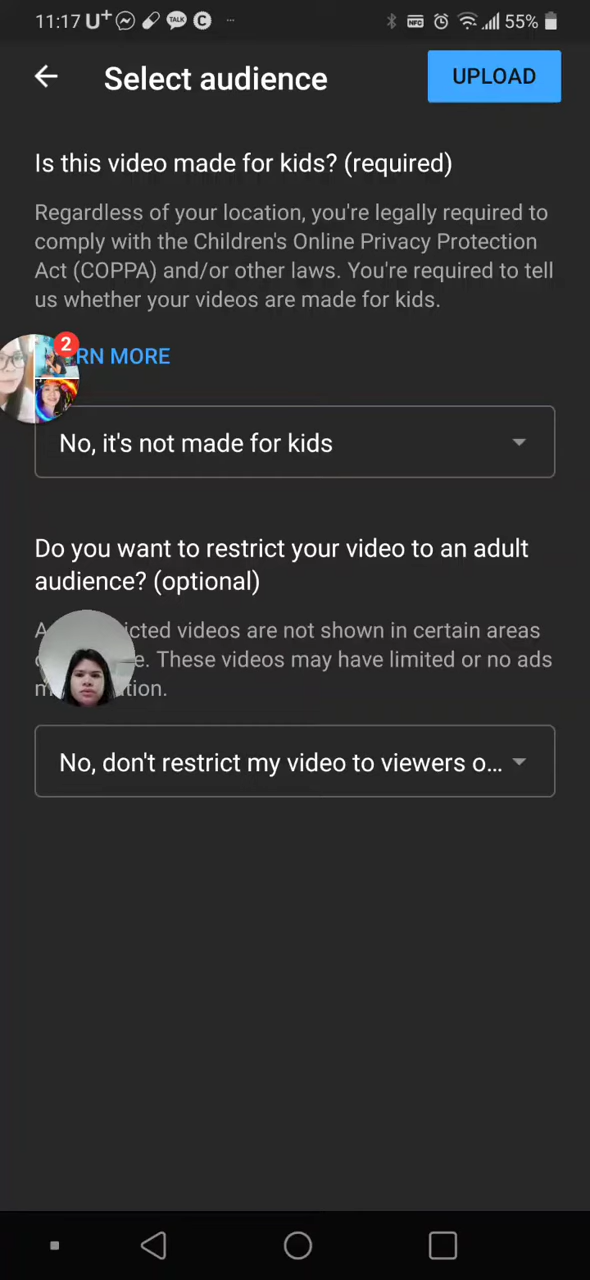 11:17 U+ TALK C ... NFC 55%
Select audience
UPLOAD
Is this video made for kids? (required)
Regardless of your location, you're legally required to
comply with the Children's Online Privacy Protection
Act (COPPA) and/or other laws. You're required to tell
us whether your videos are made for kids.
2
RN MORE
No, it's not made for kids
Do you want to restrict your video to an adult
audience? (optional)
A icted videos are not shown in certain areas
e. These videos may have limited or no ads
m tion.
No, don't restrict my video to viewers o...